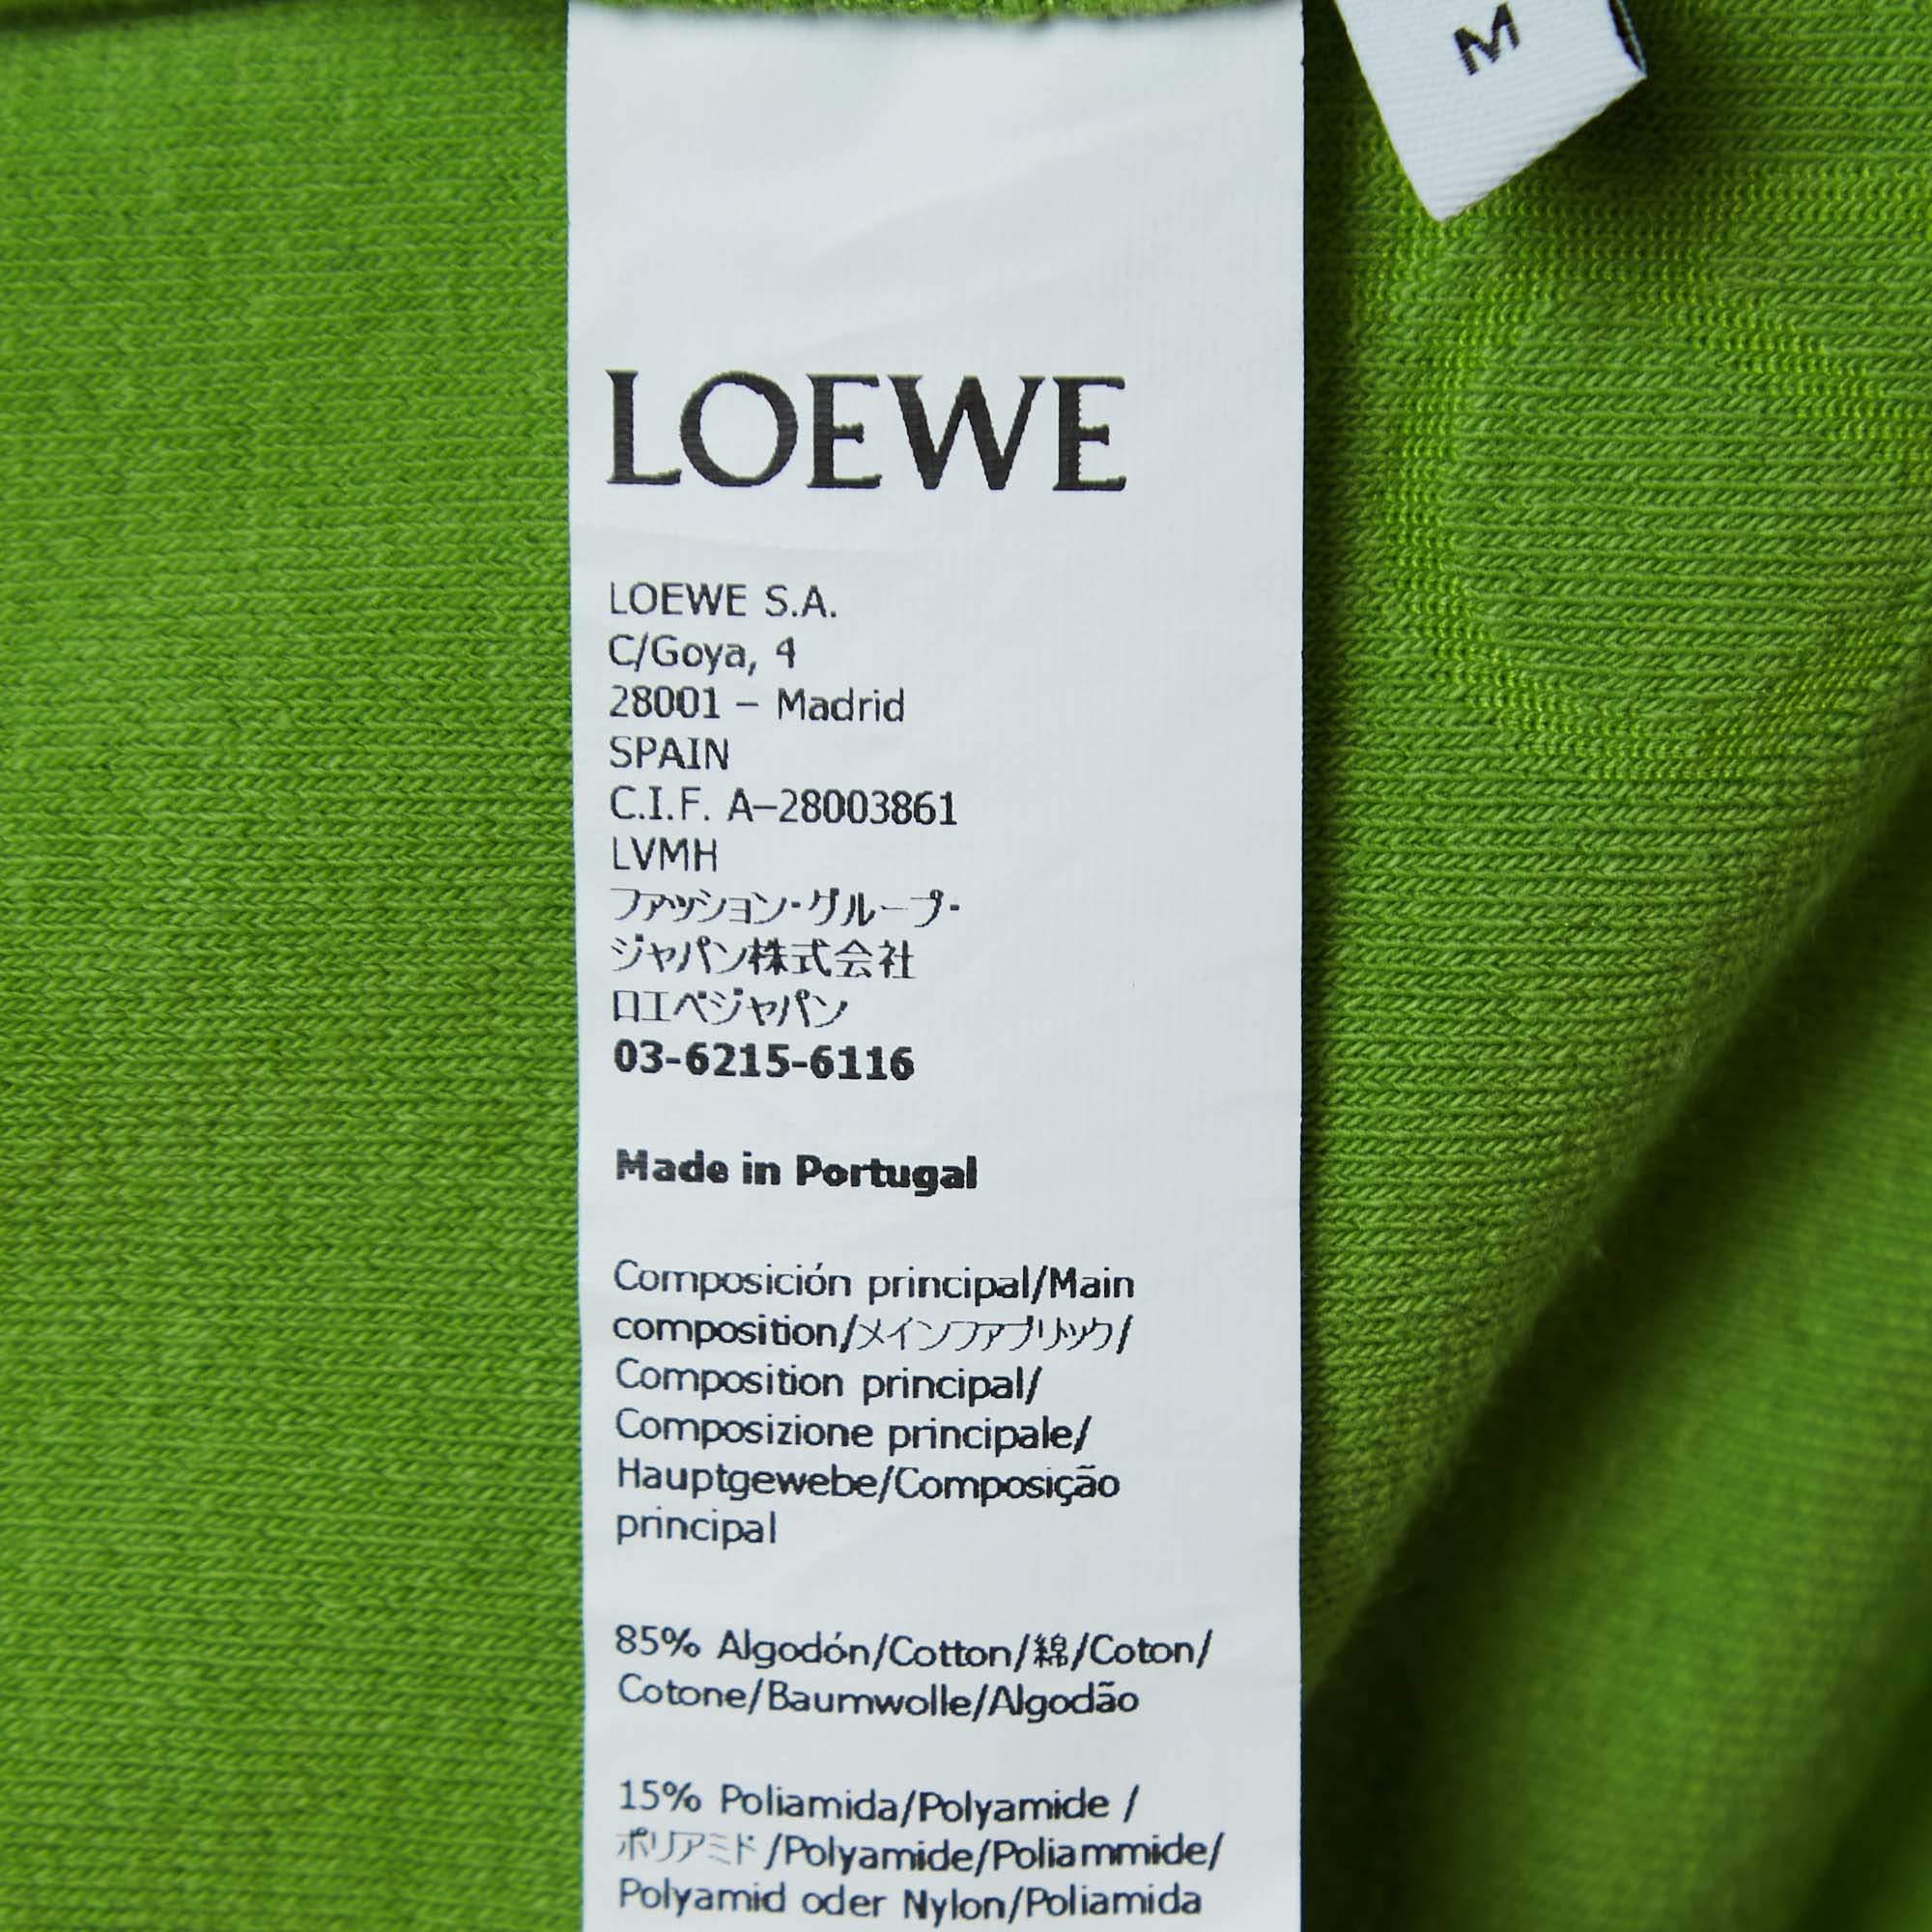 M
LOEWE
LOEWE S.A.
C/Goya, 4
28001 – Madrid
SPAIN
C.I.F. A–28003861
LVMH
ファッション・グループ・
ジャパン株式会社
ロエベジャパン
03-6215-6116
Made in Portugal
Composición principal/Main
composition/メインファブリック/
Composition principal/
Composizione principale/
Hauptgewebe/Composição
principal
85% Algodón/Cotton/綿/Coton/
Cotone/Baumwolle/Algodão
15% Poliamida/Polyamide /
ポリアミド/Polyamide/Poliammide/
Polyamid oder Nylon/Poliamida